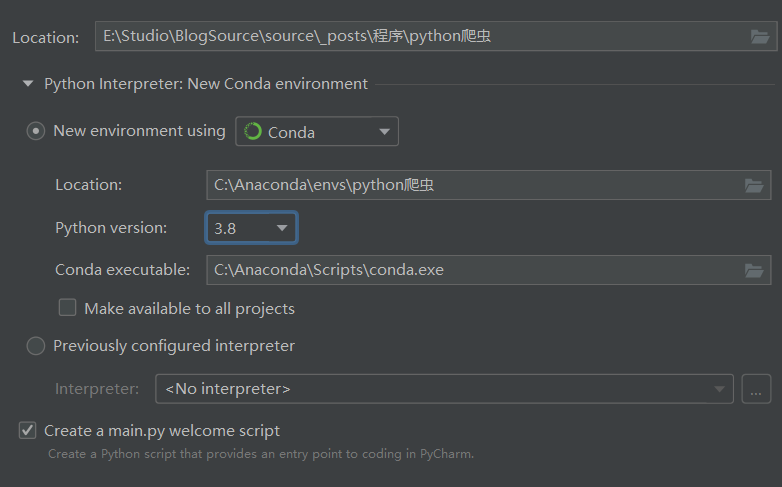 Location: E:\Studio\BlogSource\source\_posts\程序\python爬虫
Python Interpreter: New Conda environment
New environment using Conda
Location: C:\Anaconda\envs\python爬虫
Python version: 3.8
Conda executable: C:\Anaconda\Scripts\conda.exe
Make available to all projects
Previously configured interpreter
Interpreter: <No interpreter> ...
Create a main.py welcome script
Create a Python script that provides an entry point to coding in PyCharm.